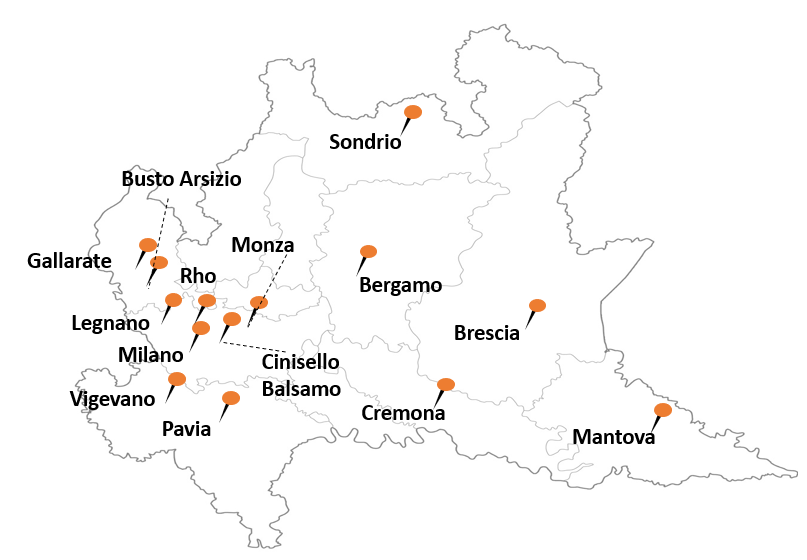 Sondrio
Busto Arsizio
Monza
Gallarate
Rho
Bergamo
Legnano
Brescia
Milano
Cinisello
Balsamo
Vigevano
Cremona
Pavia
Mantova